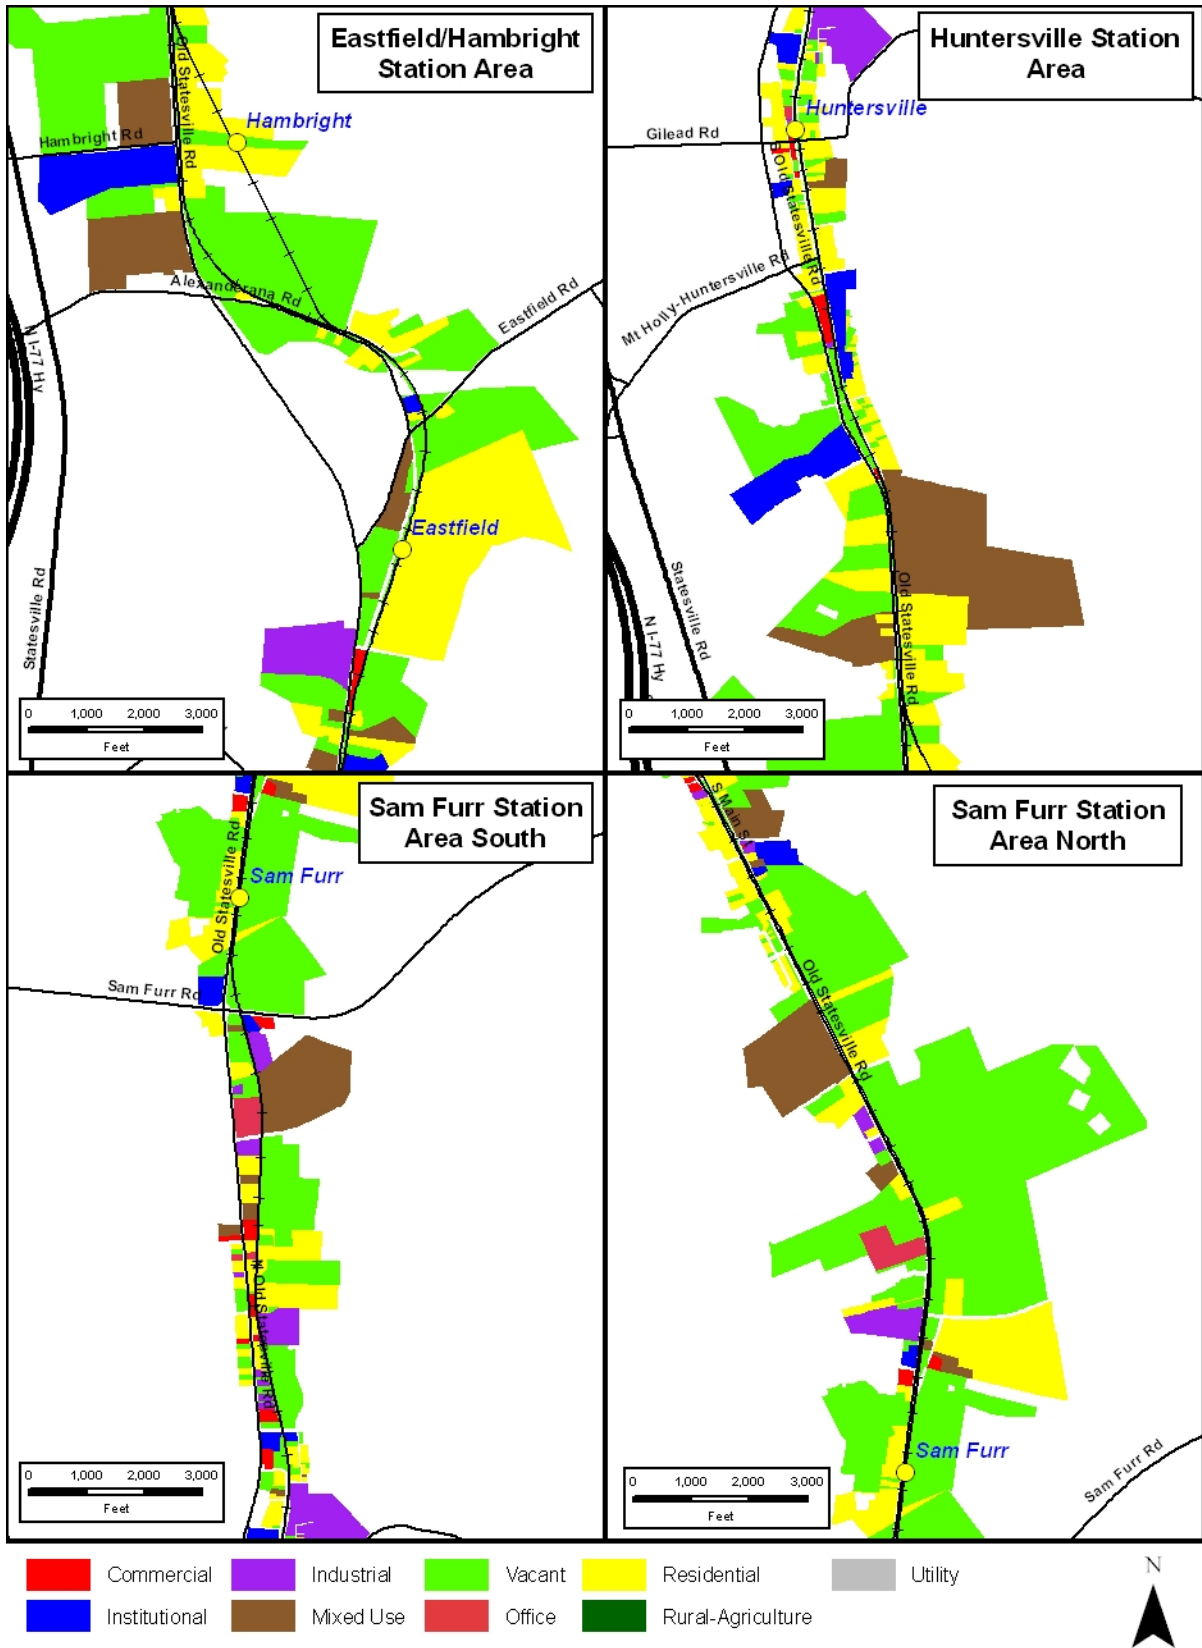 Eastfield/Hambright
Station Area
Old Statesville Rd
Hambright
Hambright Rd
Alexanderana Rd
Eastfield Rd
N I-77 Hy
Eastfield
Statesville Rd
0 1,000 2,000 3,000
Feet
Huntersville Station
Area
Huntersville
Gilead Rd
S Old Statesville Rd
Mt Holly-Huntersville Rd
Statesville Rd
N I-77 Hy
Old Statesville Rd
0 1,000 2,000 3,000
Feet
Sam Furr Station
Area South
Old Statesville Rd
Sam Furr
Sam Furr Rd
N Old Statesville Rd
0 1,000 2,000 3,000
Feet
Sam Furr Station
Area North
S Main St
Old Statesville Rd
Sam Furr
Sam Furr Rd
0 1,000 2,000 3,000
Feet
Commercial Industrial Vacant Residential Utility
Institutional Mixed Use Office Rural-Agriculture
N